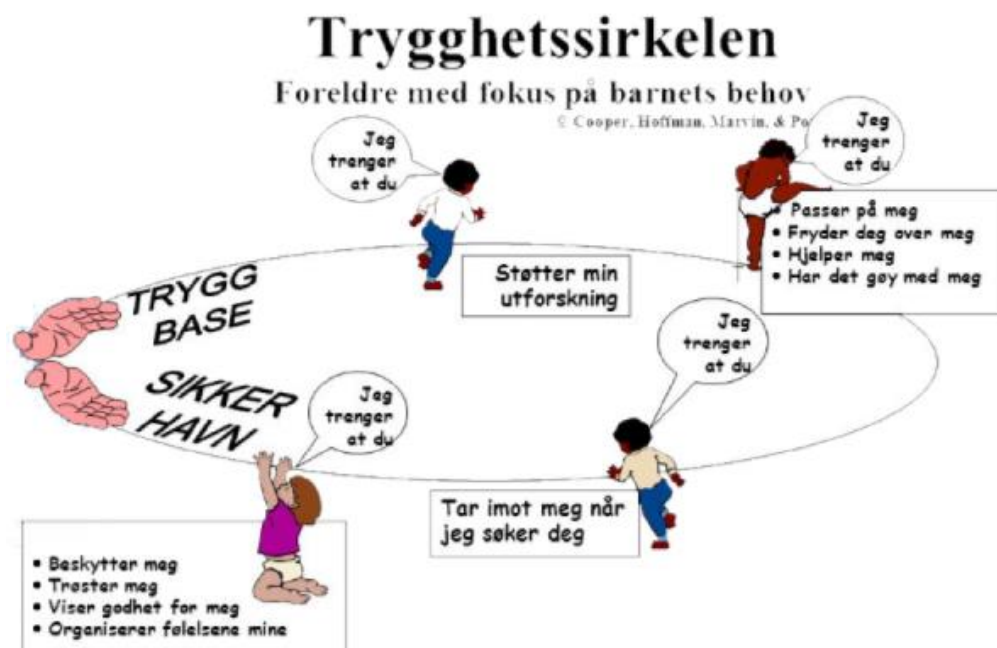 Trygghetssirkelen
Foreldre med fokus på barnets behov
© Cooper, Hoffman, Marvin, & Po
Jeg
trenger
at du
Støtter min
utforskning
Jeg
trenger
at du
• Passer på meg
• Fryder deg over meg
• Hjelper meg
• Har det gøy med meg
TRYGG
BASE
SIKKER
HAVN
Jeg
trenger
at du
Tar imot meg når
jeg søker deg
Jeg
trenger
at du
• Beskytter meg
• Trøster meg
• Viser godhet for meg
• Organiserer følelsene mine